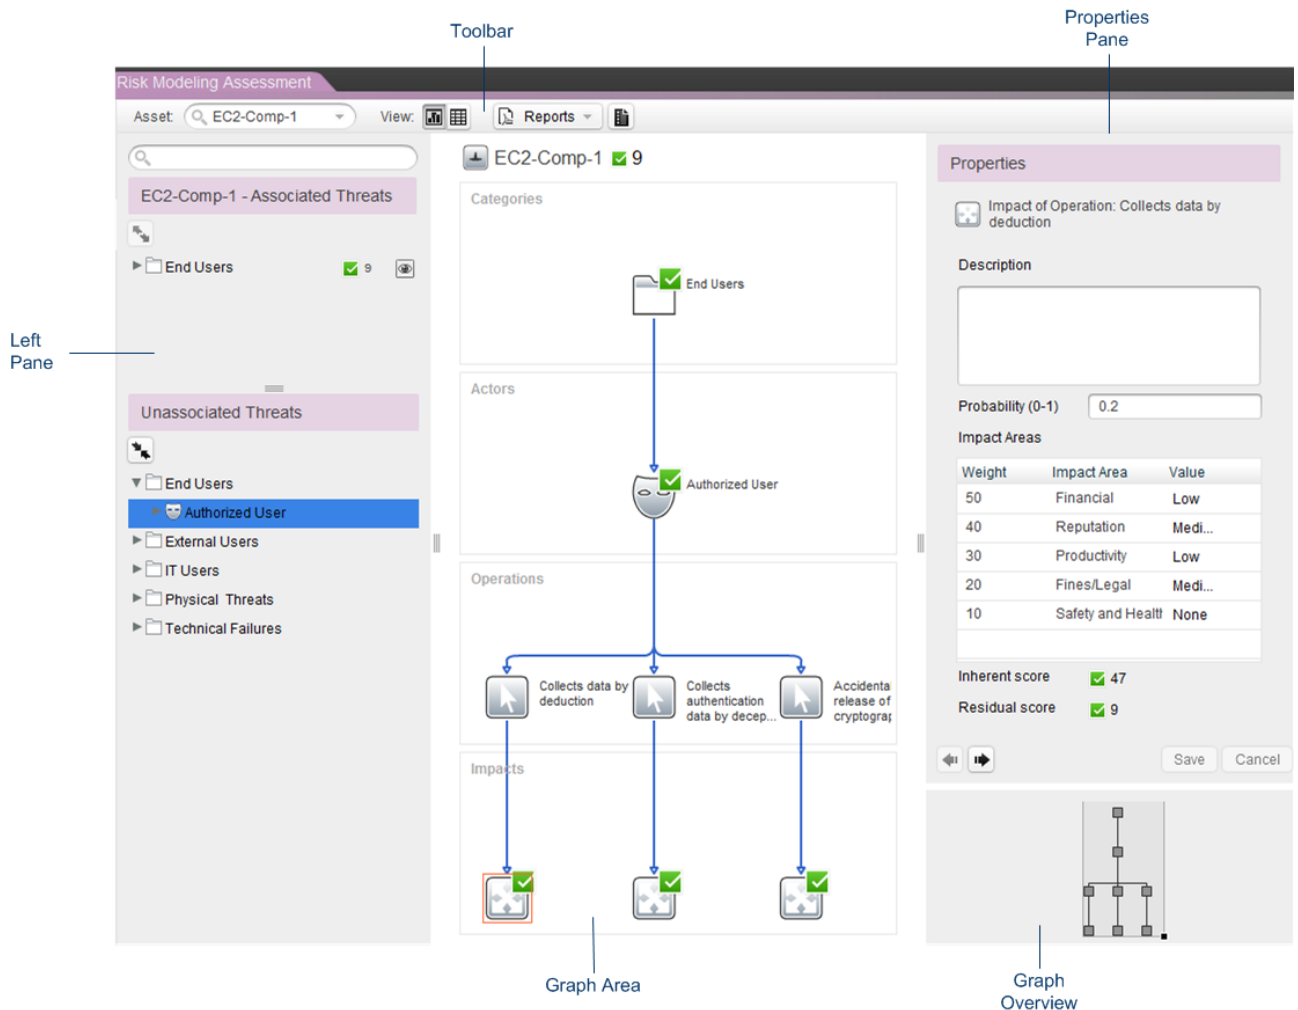 Toolbar
Properties
Pane
Risk Modeling Assessment
Asset: EC2-Comp-1 View: Reports
EC2-Comp-1 - Associated Threats
End Users 9
Left
Pane
Unassociated Threats
End Users
Authorized User
External Users
IT Users
Physical Threats
Technical Failures
EC2-Comp-1 9
Categories
End Users
Actors
Authorized User
Operations
Collects data by
deduction
Collects
authentication
data by decep...
Accidental
release of
cryptograp
Impacts
Graph Area
Properties
Impact of Operation: Collects data by
deduction
Description
Probability (0-1) 0.2
Impact Areas
Weight Impact Area Value
50 Financial Low
40 Reputation Medi...
30 Productivity Low
20 Fines/Legal Medi...
10 Safety and Health None
Inherent score 47
Residual score 9
Save Cancel
Graph
Overview